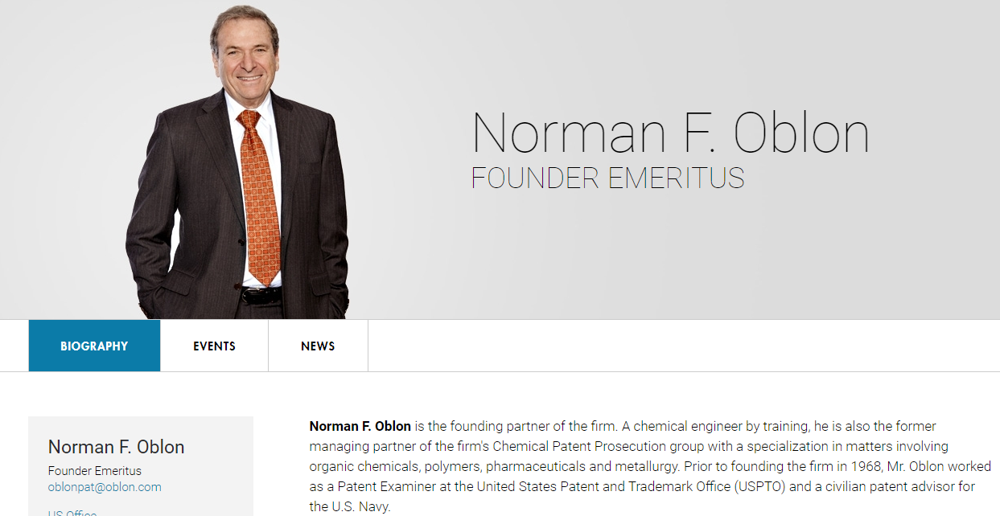 Norman F. Oblon
FOUNDER EMERITUS
BIOGRAPHY
EVENTS
NEWS
Norman F. Oblon
Founder Emeritus
oblonpat@oblon.com
US Office
Norman F. Oblon is the founding partner of the firm. A chemical engineer by training, he is also the former
managing partner of the firm's Chemical Patent Prosecution group with a specialization in matters involving
organic chemicals, polymers, pharmaceuticals and metallurgy. Prior to founding the firm in 1968, Mr. Oblon worked
as a Patent Examiner at the United States Patent and Trademark Office (USPTO) and a civilian patent advisor for
the U.S. Navy.